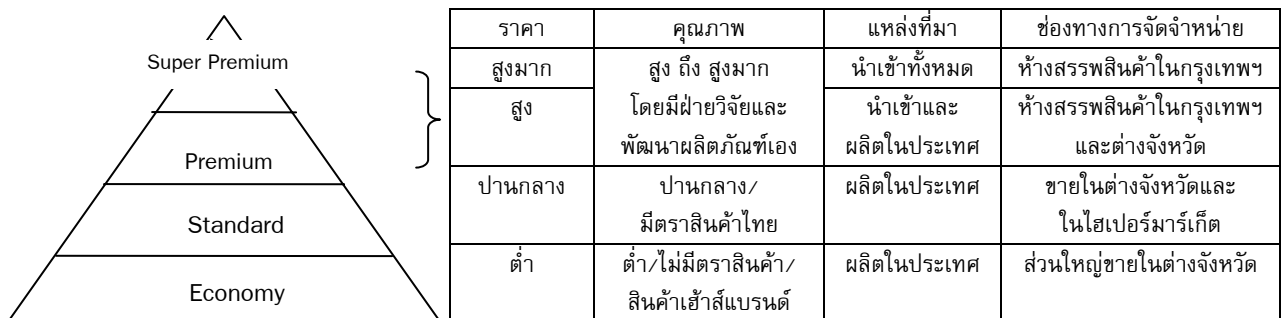 ราคา คุณภาพ แหล่งที่มา ช่องทางการจัดจำหน่าย
Super Premium
สูงมาก สูง ถึง สูงมาก นำเข้าทั้งหมด ห้างสรรพสินค้าในกรุงเทพฯ
สูง โดยมีฝ่ายวิจัยและ นำเข้าและ ห้างสรรพสินค้าในกรุงเทพฯ
พัฒนาผลิตภัณฑ์เอง ผลิตในประเทศ และต่างจังหวัด
Premium
ปานกลาง ปานกลาง/ ผลิตในประเทศ ขายในต่างจังหวัดและ
Standard มีตราสินค้าไทย ในไฮเปอร์มาร์เก็ต
ต่ำ ต่ำ/ไม่มีตราสินค้า/ ผลิตในประเทศ ส่วนใหญ่ขายในต่างจังหวัด
Economy สินค้าเฮ้าส์แบรนด์